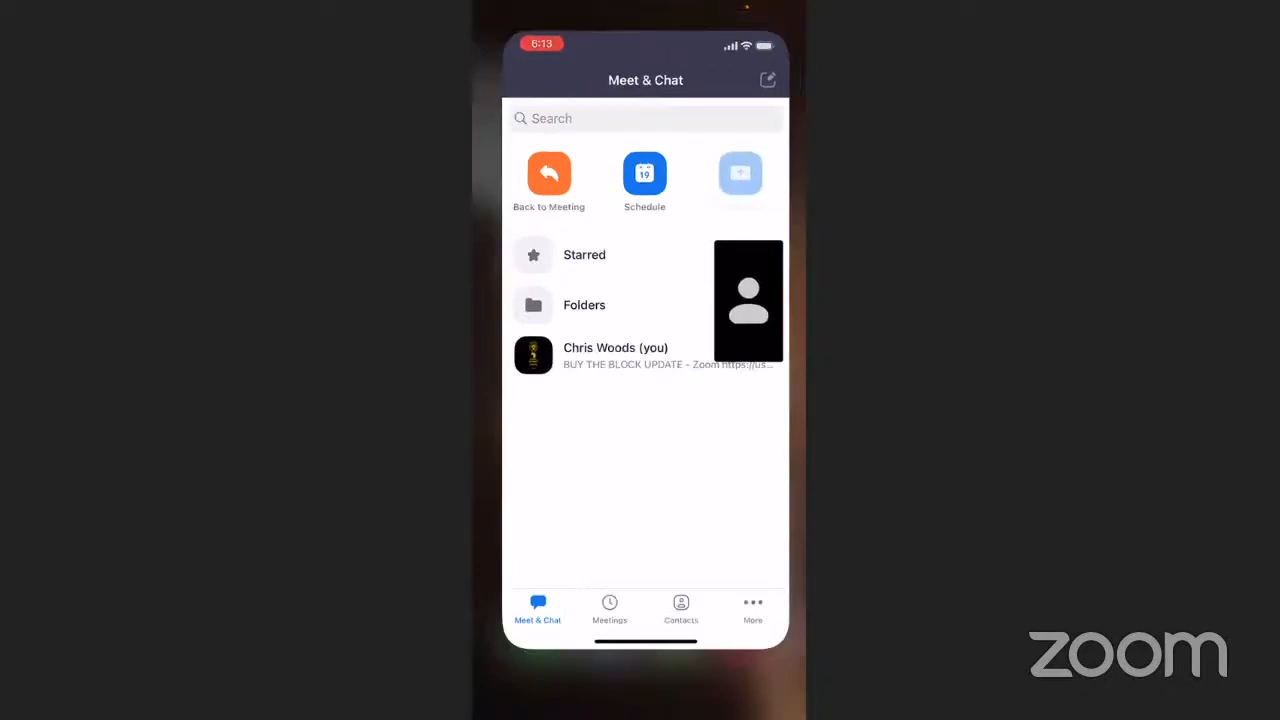 6:13
Meet & Chat
Search
19
Back to Meeting
Schedule
Starred
Folders
Chris Woods (you)
BUY THE BLOCK UPDATE - Zoom https://us...
Meet & Chat
Meetings
Contacts
More
zoom